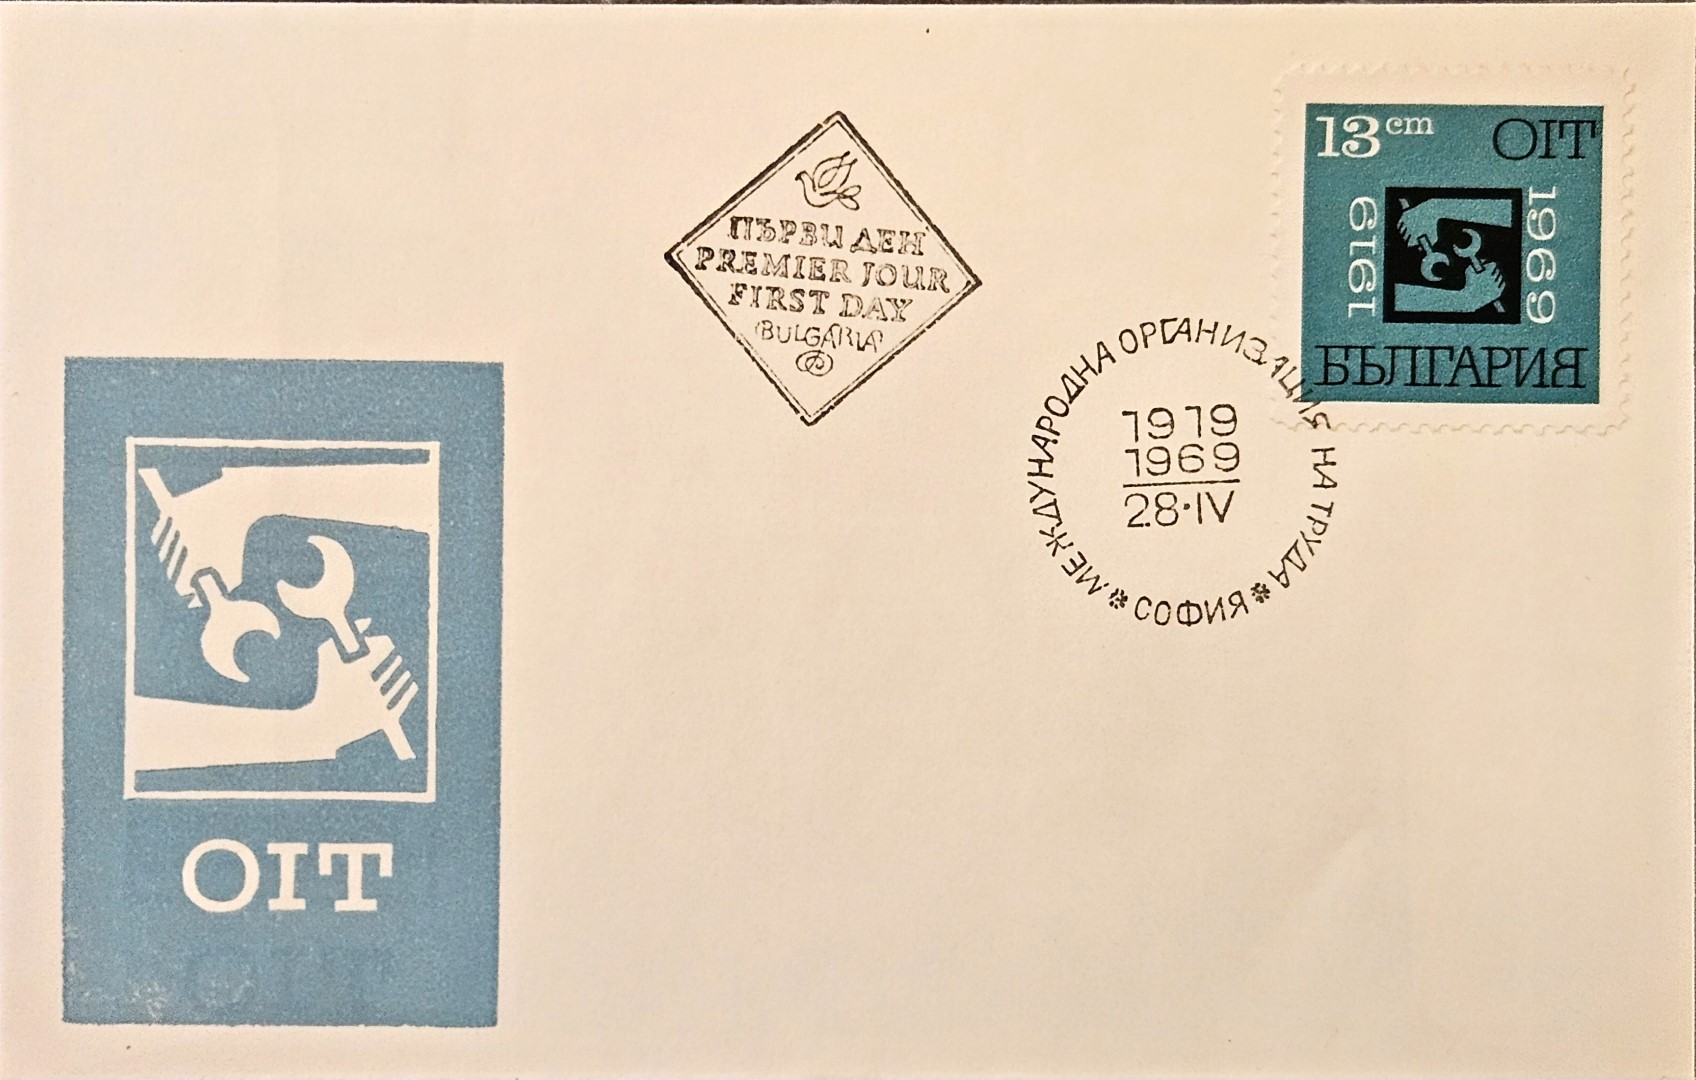 ПЪРВИ ДЕН
PREMIER JOUR
FIRST DAY
BULGARIA
13 cm
OIT
1919
1969
БЪЛГАРИЯ
МЕЖДУНАРОДНА ОРГАНИЗАЦИЯ НА ТРУДА
1919
1969
28·IV
* СОФИЯ *
OIT